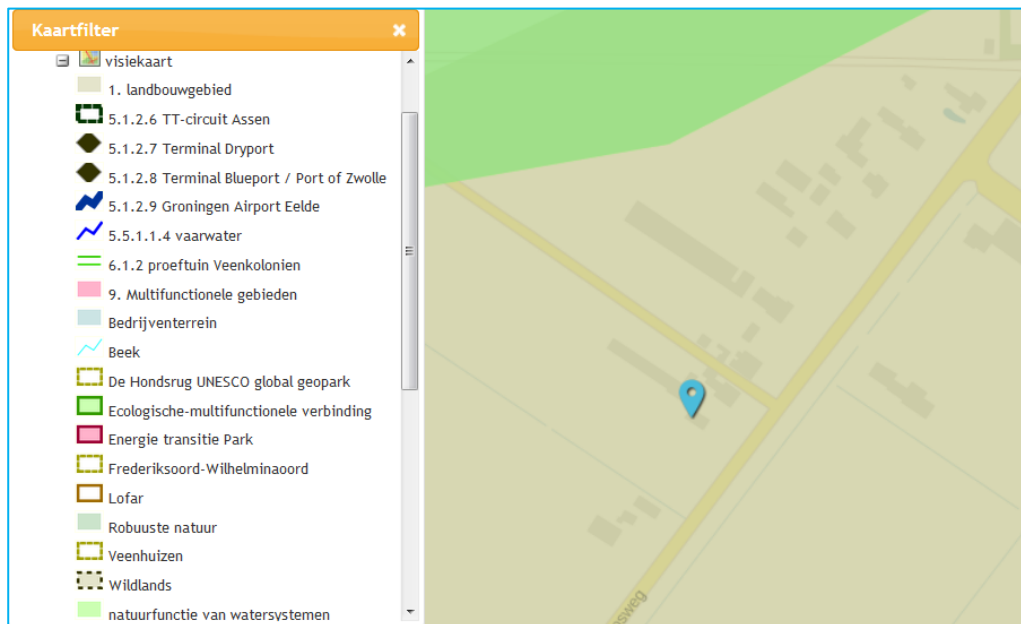 Kaartfilter
visiekaart
1. landbouwgebied
5.1.2.6 TT-circuit Assen
5.1.2.7 Terminal Dryport
5.1.2.8 Terminal Blueport / Port of Zwolle
5.1.2.9 Groningen Airport Eelde
5.5.1.1.4 vaarwater
6.1.2 proeftuin Veenkolonien
9. Multifunctionele gebieden
Bedrijventerrein
Beek
De Hondsrug UNESCO global geopark
Ecologische-multifunctionele verbinding
Energie transitie Park
Frederiksoord-Wilhelminaoord
Lofar
Robuuste natuur
Veenhuizen
Wildlands
natuurfunctie van watersystemen